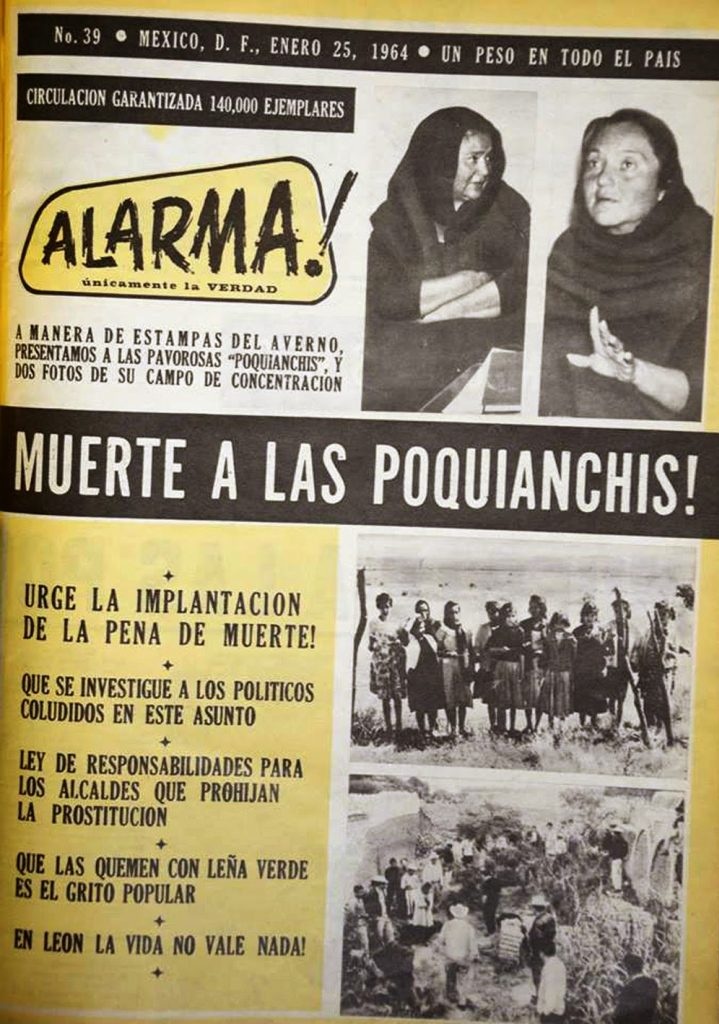 No. 39 ● MEXICO, D. F., ENERO 25, 1964 ● UN PESO EN TODO EL PAIS
CIRCULACION GARANTIZADA 140,000 EJEMPLARES
ALARMA!
únicamente la VERDAD
A MANERA DE ESTAMPAS DEL AVERNO,
PRESENTAMOS A LAS PAVOROSAS "POQUIANCHIS", Y
DOS FOTOS DE SU CAMPO DE CONCENTRACION
MUERTE A LAS POQUIANCHIS!
URGE LA IMPLANTACION
DE LA PENA DE MUERTE!
QUE SE INVESTIGUE A LOS POLITICOS
COLUDIDOS EN ESTE ASUNTO
LEY DE RESPONSABILIDADES PARA
LOS ALCALDES QUE PROHIJAN
LA PROSTITUCION
QUE LAS QUEMEN CON LEÑA VERDE
ES EL GRITO POPULAR
EN LEON LA VIDA NO VALE NADA!